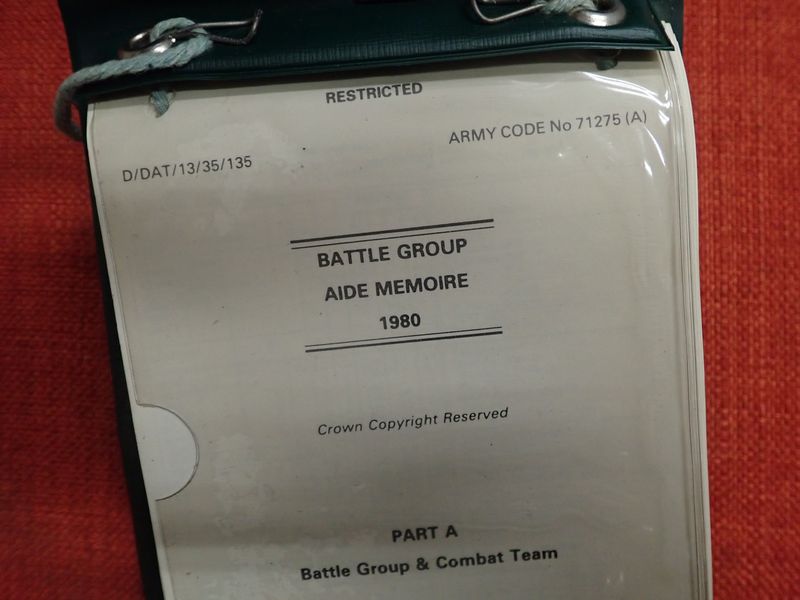 RESTRICTED
ARMY CODE No 71275 (A)
D/DAT/13/35/135
BATTLE GROUP
AIDE MEMOIRE
1980
Crown Copyright Reserved
PART A
Battle Group & Combat Team